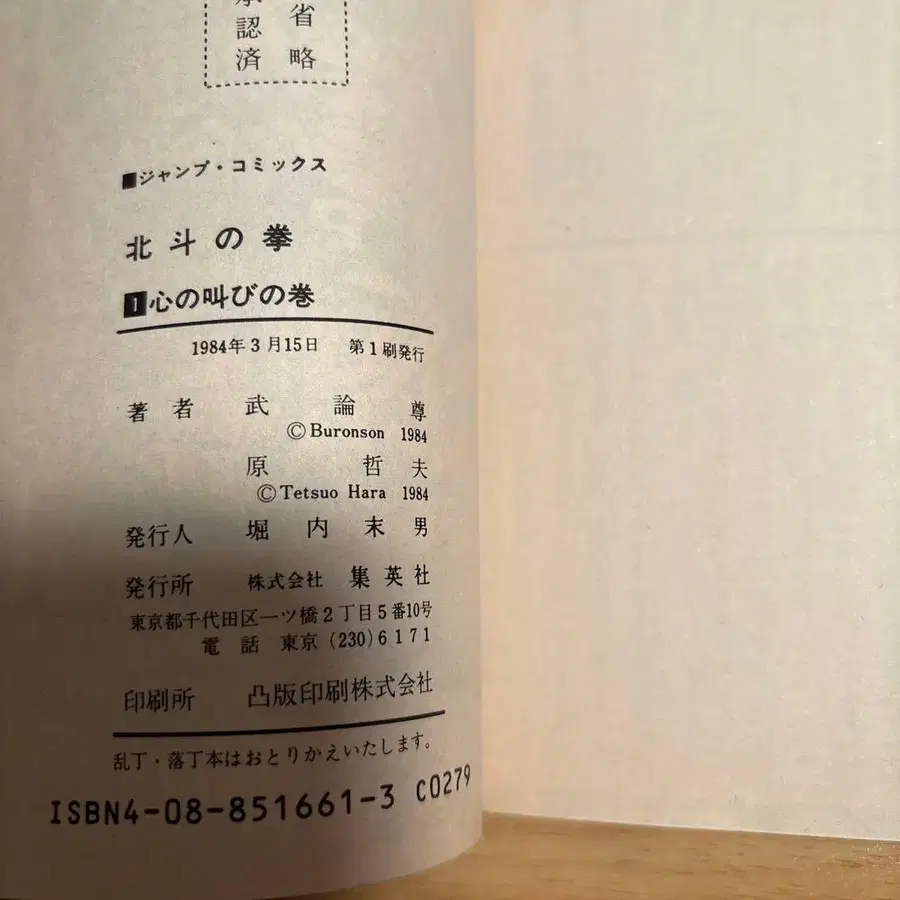 省略
承認済
■ジャンプ・コミックス
北斗の拳
1心の叫びの巻
1984年3月15日 第1刷発行
著者 武論尊
©Buronson 1984
原哲夫
©Tetsuo Hara 1984
発行人 堀内末男
発行所 株式会社 集英社
東京都千代田区一ツ橋2丁目5番10号
電話 東京(230)6171
印刷所 凸版印刷株式会社
乱丁・落丁本はおとりかえいたします。
ISBN4-08-851661-3 C0279